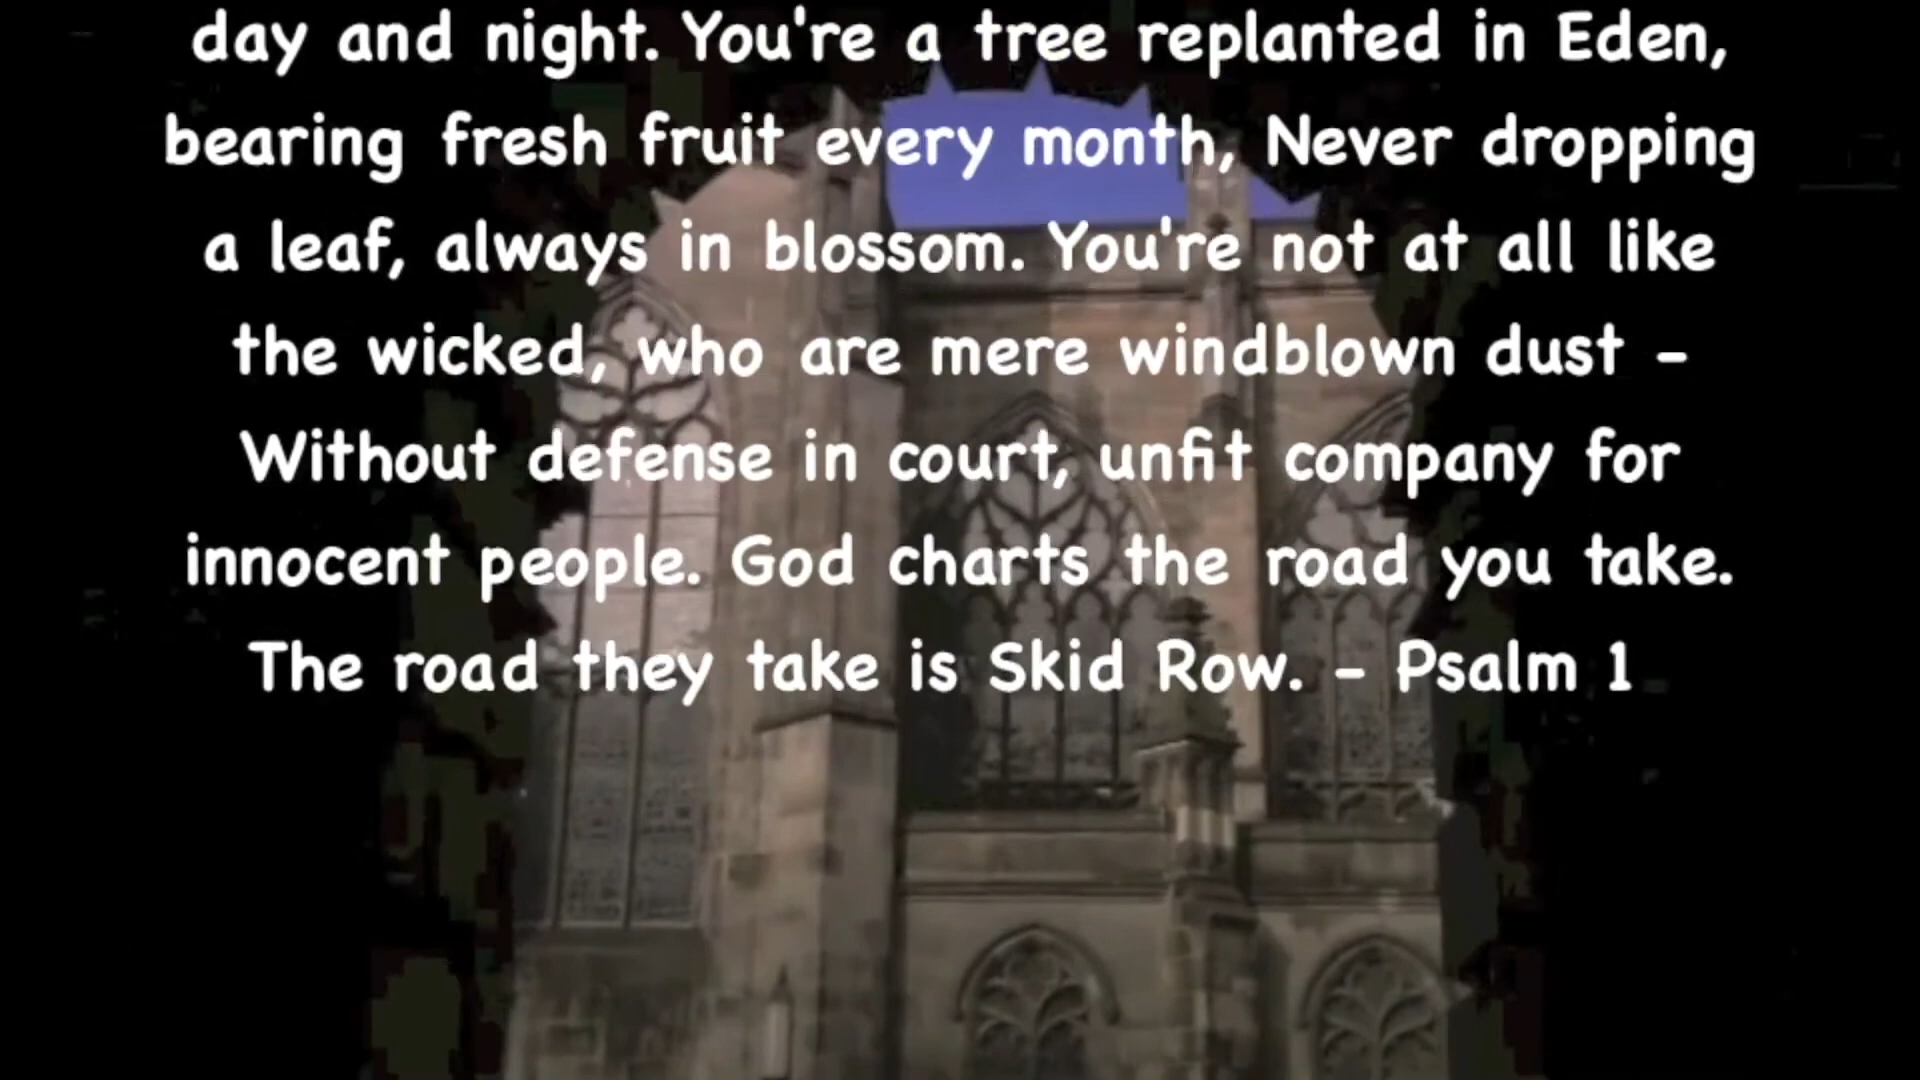 day and night. You're a tree replanted in Eden,
bearing fresh fruit every month, Never dropping
a leaf, always in blossom. You're not at all like
the wicked, who are mere windblown dust -
Without defense in court, unfit company for
innocent people. God charts the road you take.
The road they take is Skid Row. - Psalm 1